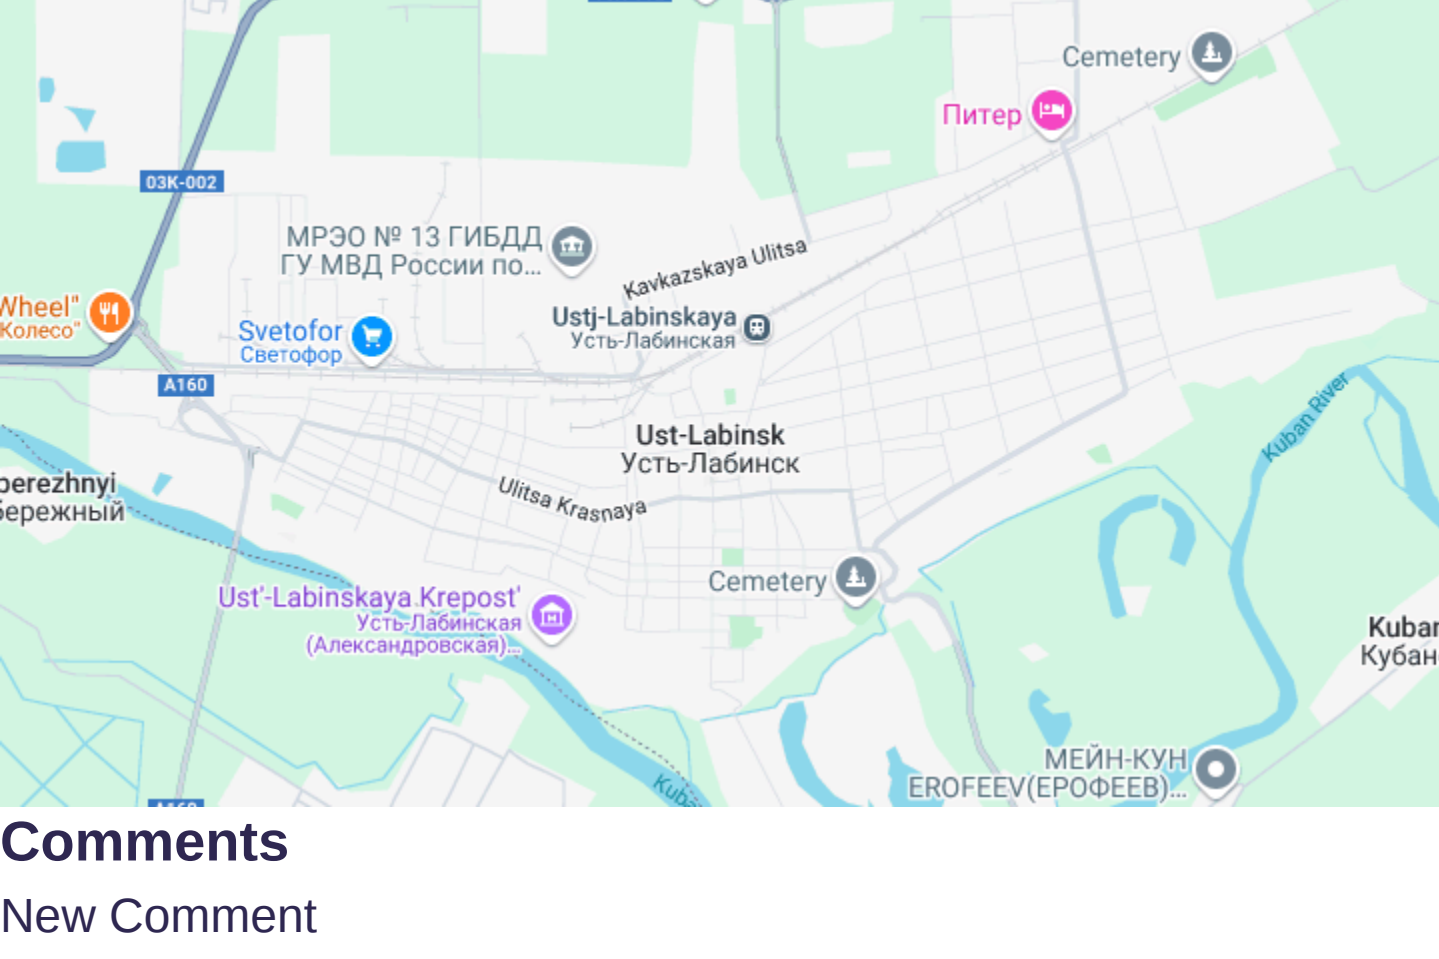 Cemetery
Питер
03K-002
МРЭО № 13 ГИБДД
ГУ МВД России по...
Kavkazskaya Ulitsa
Wheel"
Колесо"
Svetofor
Светофор
Ustj-Labinskaya
Усть-Лабинская
A160
Kuban River
Ust-Labinsk
Усть-Лабинск
perezhnyi
бережный
Ulitsa Krasnaya
Cemetery
Ust'-Labinskaya Krepost'
Усть-Лабинская
(Александровская)...
Kuban
Кубан
МЕЙН-КУН
EROFEEV(ЕРОФЕЕВ)...
Kuba
Comments
New Comment